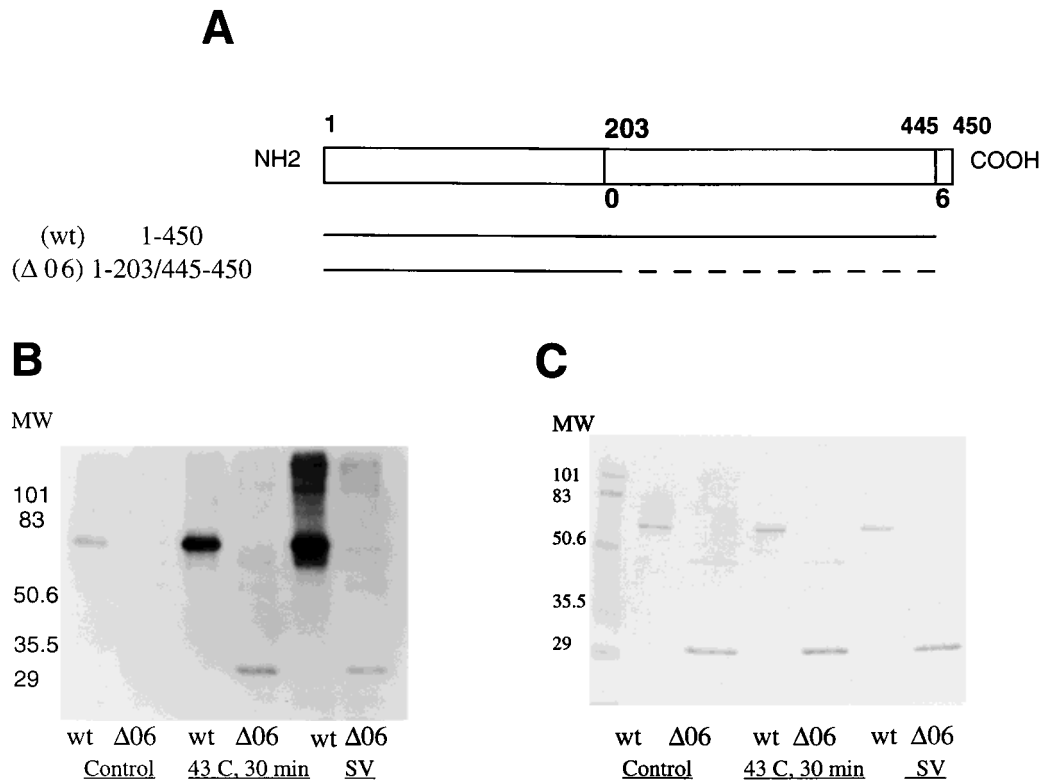 A
1 203 445 450
NH2 COOH
0 6
(wt) 1-450
(Δ06) 1-203/445-450
B
MW
101
83
50.6
35.5
29
wt Δ06 wt Δ06 wt Δ06
Control 43 C, 30 min SV
C
MW
101
83
50.6
35.5
29
wt Δ06 wt Δ06 wt Δ06
Control 43 C, 30 min SV